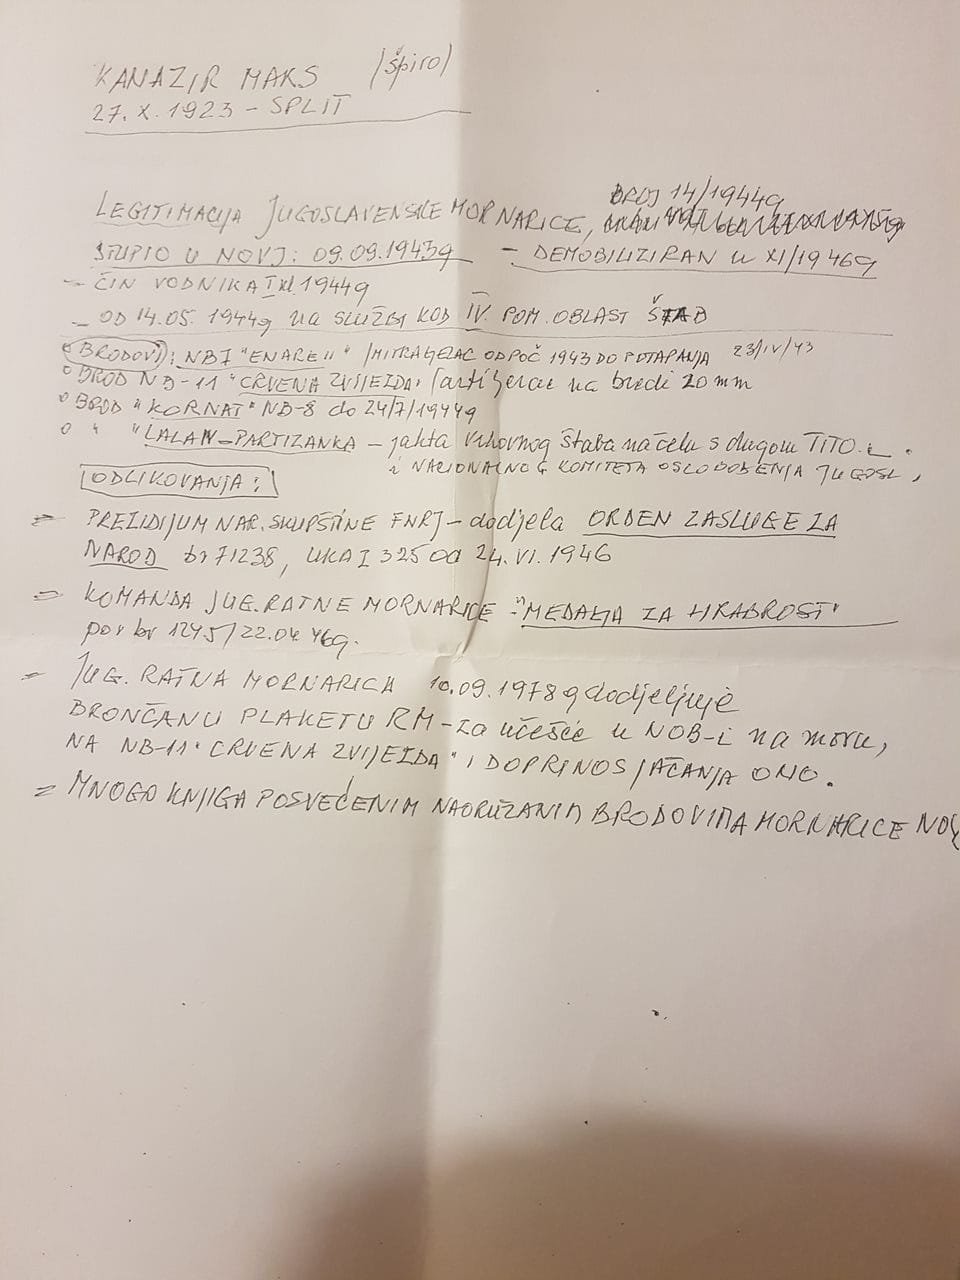 KANAZIR MAKS (Špiro)
27. X. 1923 - SPLIT
BROJ 14/1944g
LEGITIMACIJA JUGOSLAVENSKE MORNARICE,
STUPIO U NOVJ: 09.09.1943g - DEMOBILIZIRAN u XI/1946g
- ČIN VODNIKA I kl 1944g
- OD 14.05. 1944g na SLUŽBI KOD IV. POM. OBLAST ŠTAB
BRODOVI: NB7 "ENARE II" /MITRALJEZAC OD POČ 1943 DO POTAPANJA 23/IV/43
° BROD NB-11 "CRVENA ZVIJEZDA" (artiljerac na bredi 20mm
° BROD "KORNAT" NB-8 do 24/7/1944g
° " "LALA -PARTIZANKA - jahta Vrhovnog Štaba na čelu s drugom TITO.
i NACIONALNOG KOMITETA OSLOBOĐENJA JUGOSL,
ODLIKOVANJA:
= PREZIDIJUM NAR. SKUPŠTINE FNRJ - dodjela ORDEN ZASLUGE ZA
NAROD br 71238, UKAZ 325 od 24. VI. 1946
= KOMANDA JUG. RATNE MORNARICE - "MEDALJA ZA HRABROST"
pov br 1245/22.04.46g.
= JUG. RATNA MORNARICA 10.09.1978g dodjeljuje
BRONČANU PLAKETU RM - za učešće u NOB-i na moru,
NA NB-11 "CRVENA ZVIJEZDA" i DOPRINOS JAČANJA ONO.
= MNOGO KNJIGA POSVEĆENIM NAORUŽANIM BRODOVIMA MORNARICE NOVJ